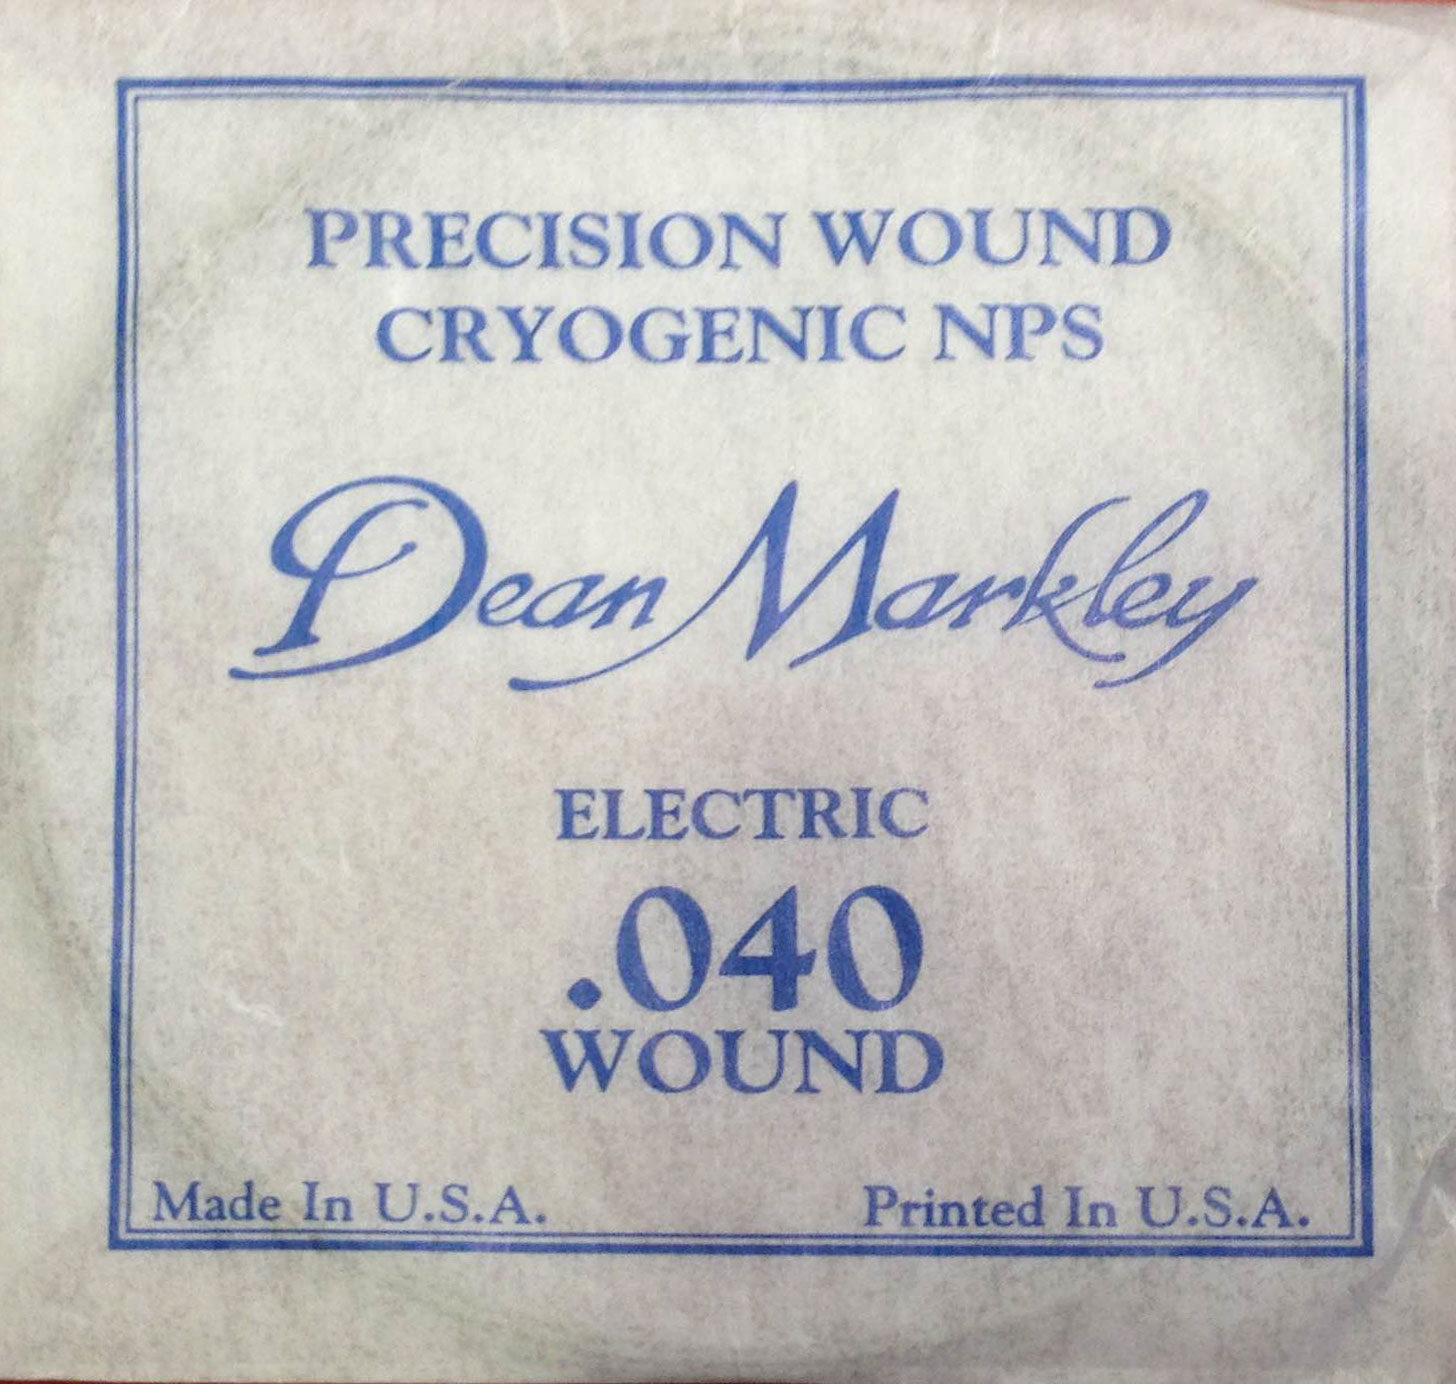 PRECISION WOUND
CRYOGENIC NPS
Dean Markley
ELECTRIC
.040
WOUND
Made In U.S.A. Printed In U.S.A.